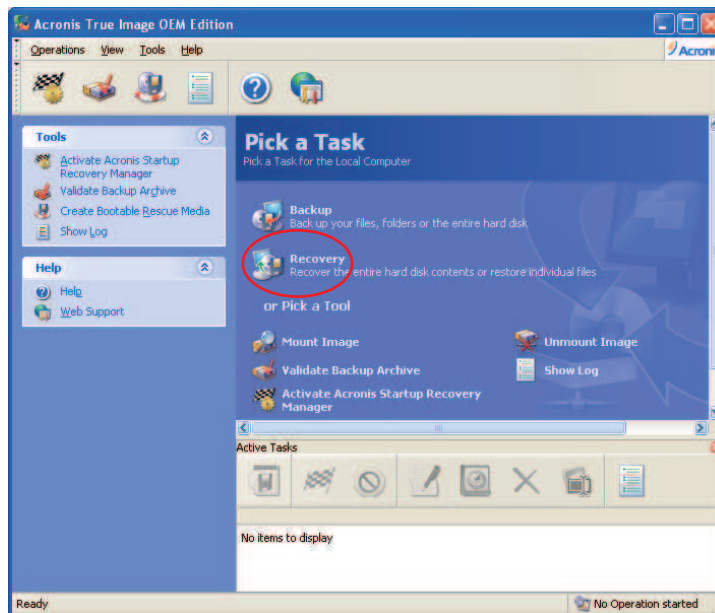 Acronis True Image OEM Edition
Operations View Tools Help
Tools
Activate Acronis Startup
Recovery Manager
Validate Backup Archive
Create Bootable Rescue Media
Show Log
Help
Help
Web Support
Pick a Task
Pick a Task for the Local Computer
Backup
Back up your files, folders or the entire hard disk
Recovery
Recover the entire hard disk contents or restore individual files
or Pick a Tool
Mount Image
Unmount Image
Validate Backup Archive
Show Log
Activate Acronis Startup Recovery
Manager
Active Tasks
No items to display
Ready
No Operation started